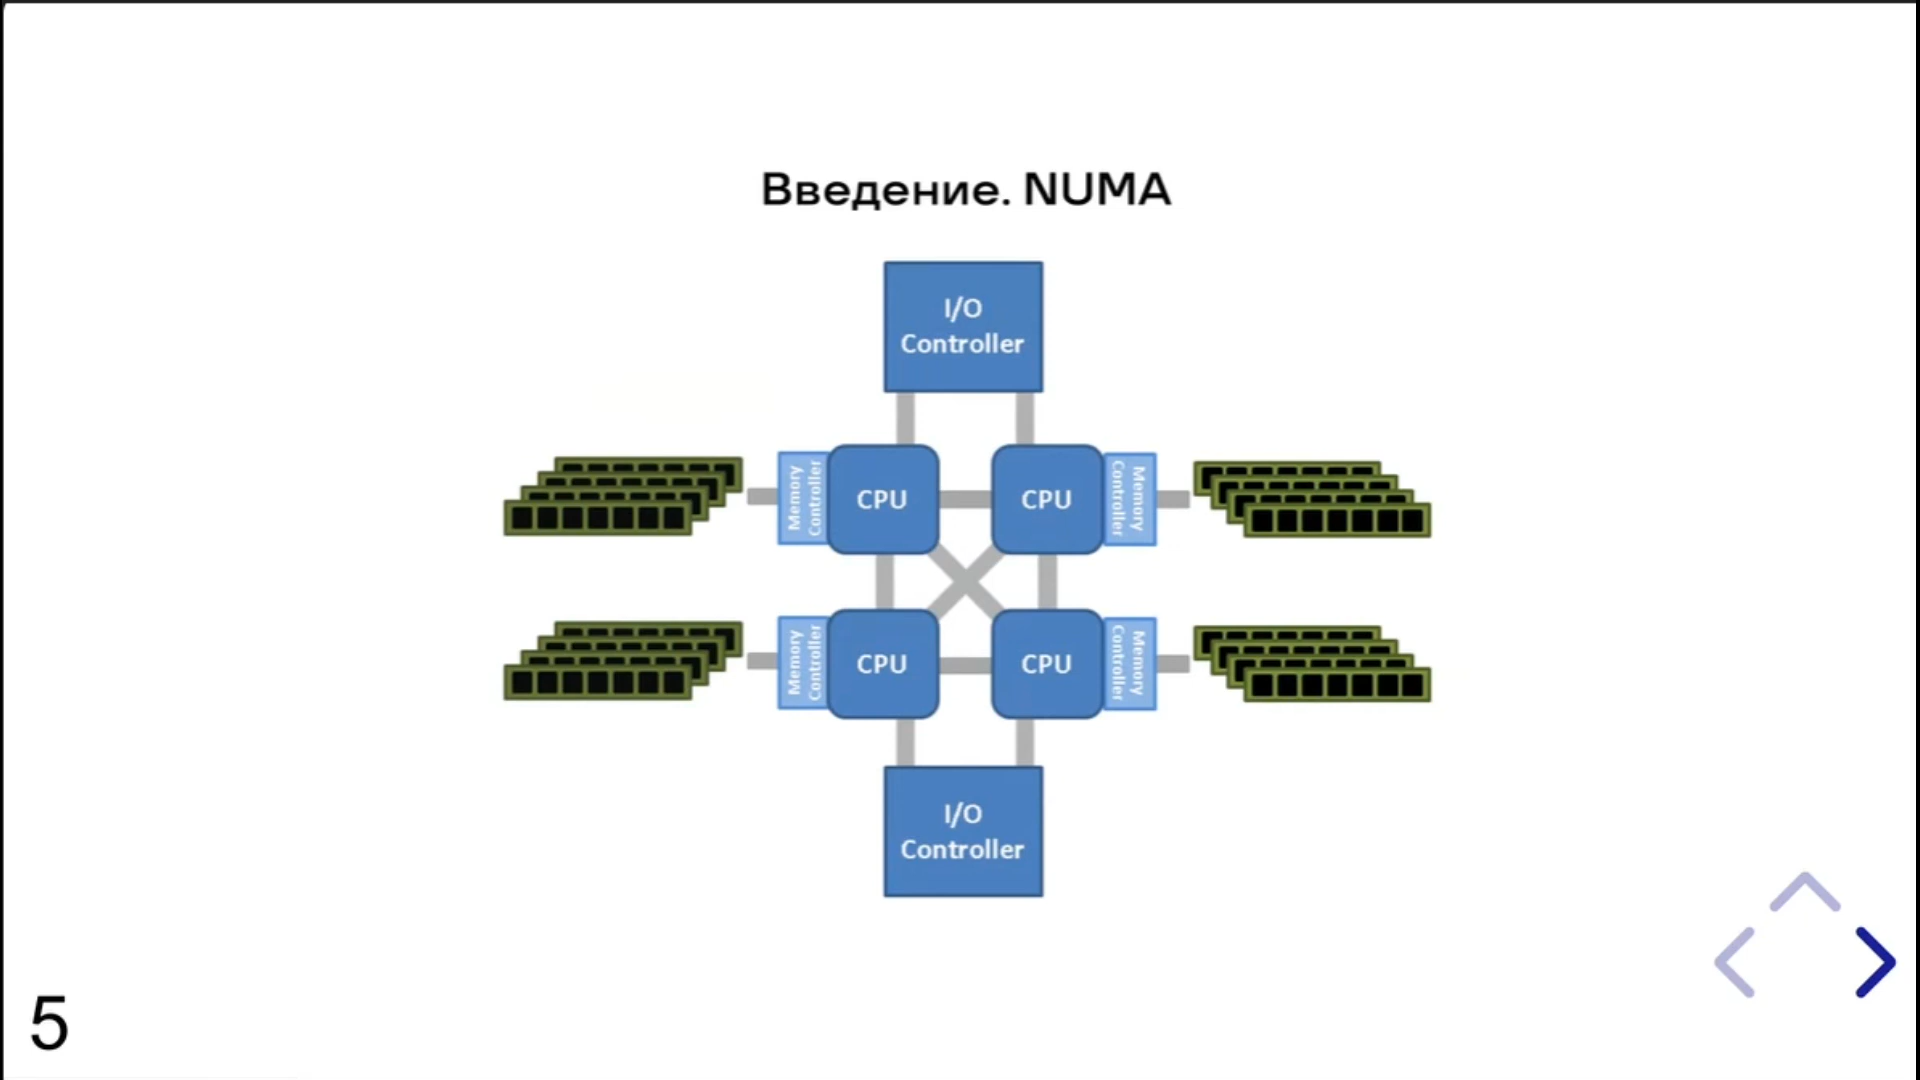 Введение. NUMA
I/O
Controller
Memory
Controller
CPU
CPU
Memory
Controller
Memory
Controller
CPU
CPU
Memory
Controller
I/O
Controller
5